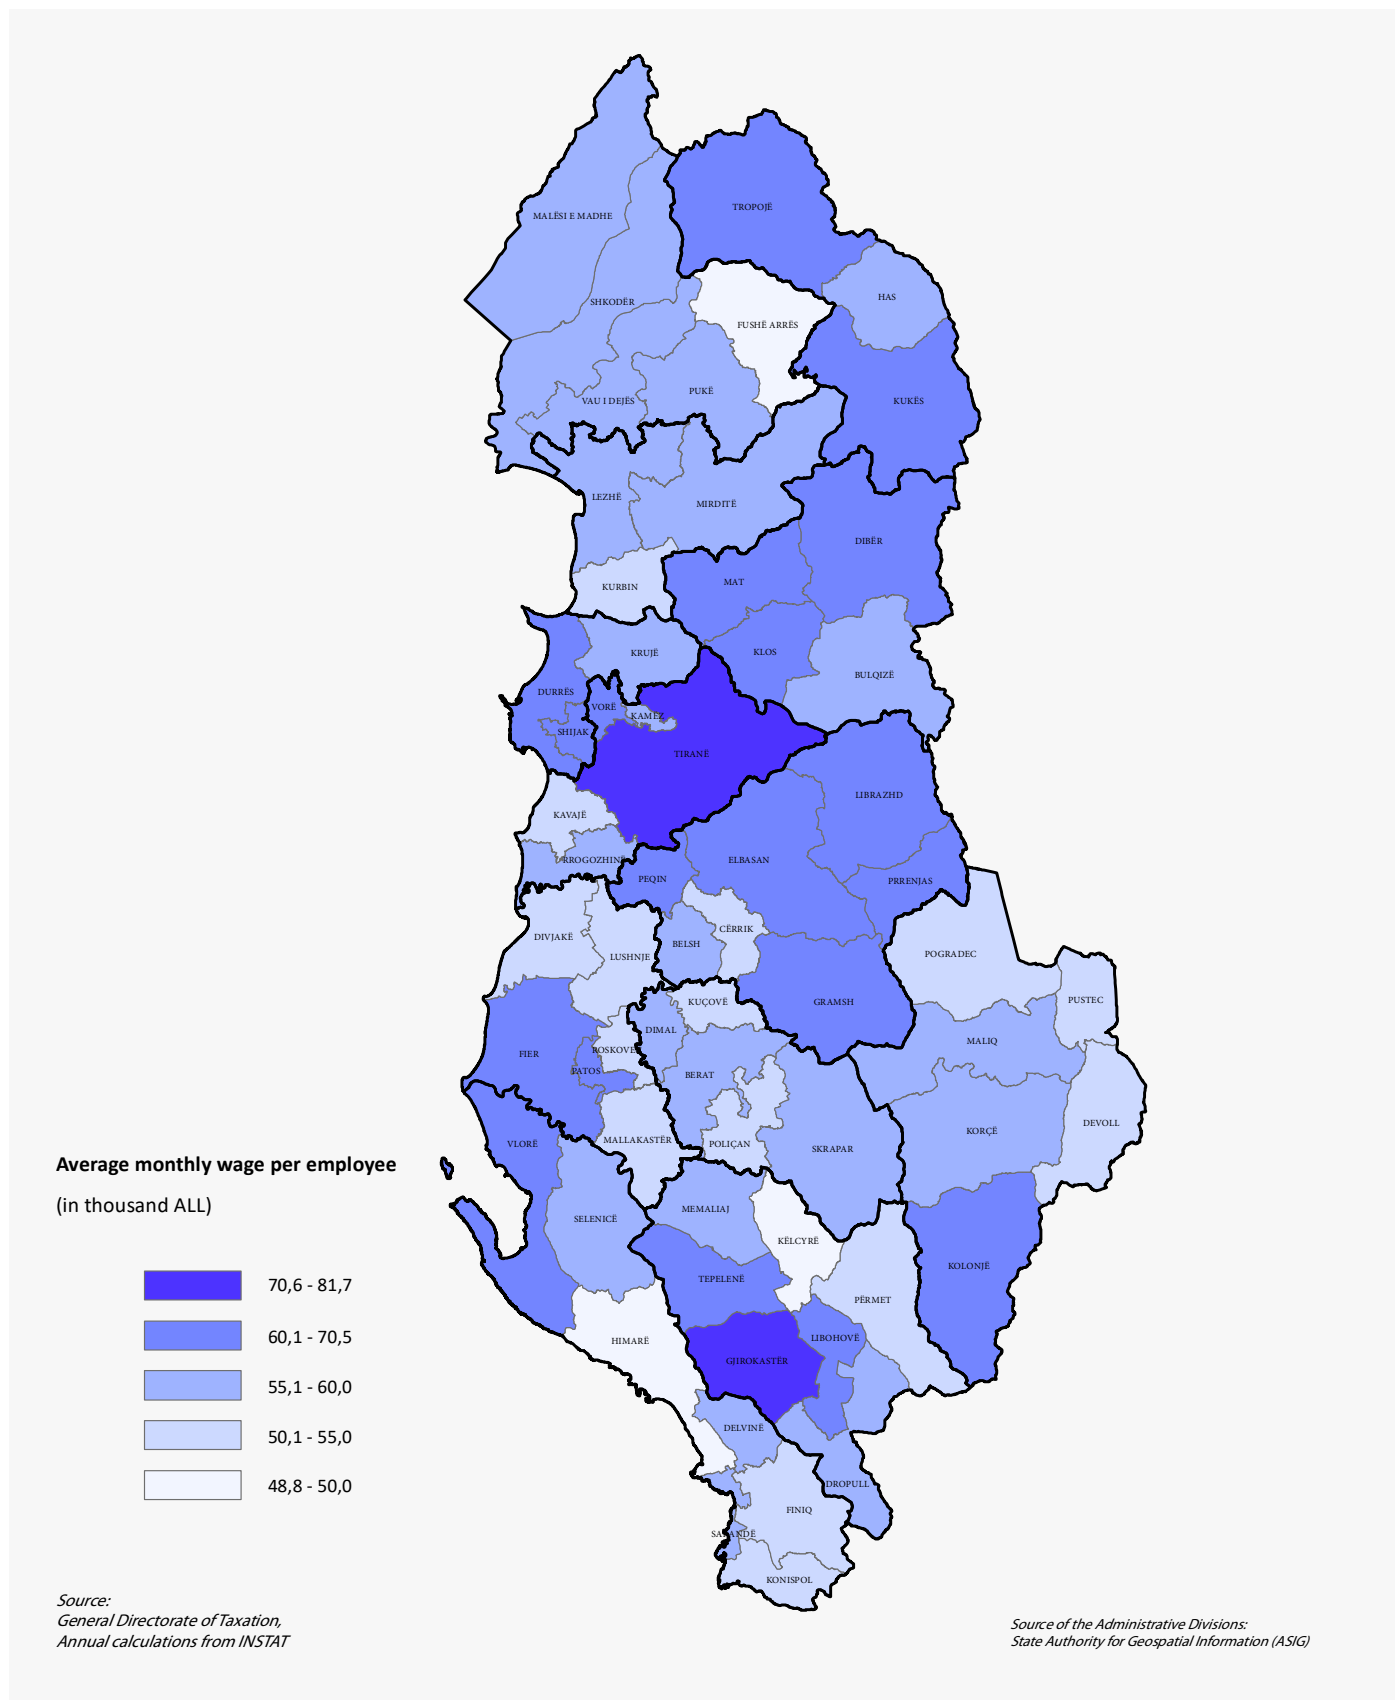 MALËSI E MADHE
TROPOJË
HAS
SHKODËR
FUSHË ARRËS
PUKË
VAU I DEJËS
KUKËS
LEZHË
MIRDITË
DIBËR
KURBIN
MAT
KRUJË
KLOS
BULQIZË
DURRËS
VORË
KAMËZ
SHIJAK
TIRANË
LIBRAZHD
KAVAJË
RROGOZHINË
ELBASAN
PEQIN
PRRENJAS
CËRRIK
DIVJAKË
BELSH
LUSHNJE
POGRADEC
PUSTEC
KUÇOVË
GRAMSH
DIMAL
MALIQ
FIER
ROSKOVEC
PATOS
BERAT
DEVOLL
KORÇË
MALLAKASTËR
POLIÇAN
VLORË
SKRAPAR
Average monthly wage per employee
(in thousand ALL)
70,6 - 81,7
60,1 - 70,5
55,1 - 60,0
50,1 - 55,0
48,8 - 50,0
MEMALIAJ
SELENICË
KËLCYRË
KOLONJË
TEPELENË
PËRMET
LIBOHOVË
HIMARË
GJIROKASTËR
DELVINË
DROPULL
FINIQ
SARANDË
KONISPOL
Source:
General Directorate of Taxation,
Annual calculations from INSTAT
Source of the Administrative Divisions:
State Authority for Geospatial Information (ASIG)